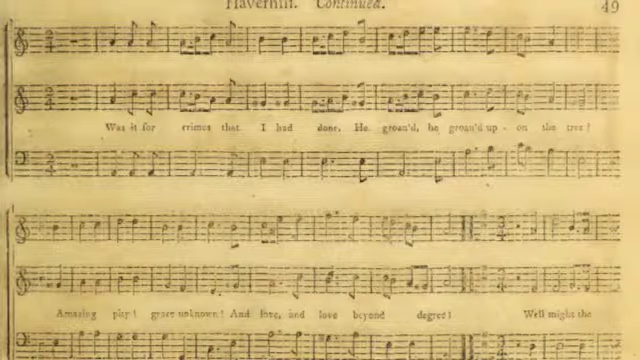 Haverhill. Continued. 49
Was it for crimes that I had done, He groan'd, he groan'd up - on the tree?
Amazing pity! grace unknown! And love, and love beyond degree!
Well might the